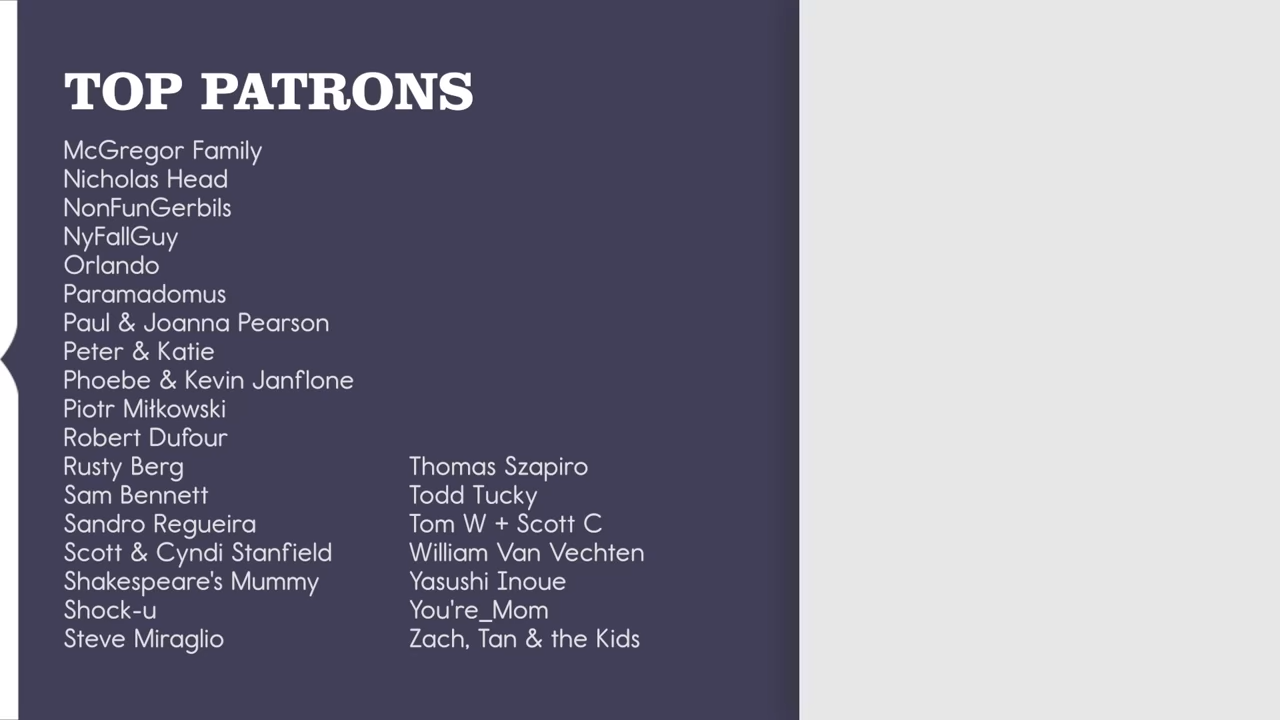 TOP PATRONS
McGregor Family
Nicholas Head
NonFunGerbils
NyFallGuy
Orlando
Paramadomus
Paul & Joanna Pearson
Peter & Katie
Phoebe & Kevin Janflone
Piotr Miłkowski
Robert Dufour
Rusty Berg
Sam Bennett
Sandro Regueira
Scott & Cyndi Stanfield
Shakespeare's Mummy
Shock-u
Steve Miraglio
Thomas Szapiro
Todd Tucky
Tom W + Scott C
William Van Vechten
Yasushi Inoue
You're_Mom
Zach, Tan & the Kids